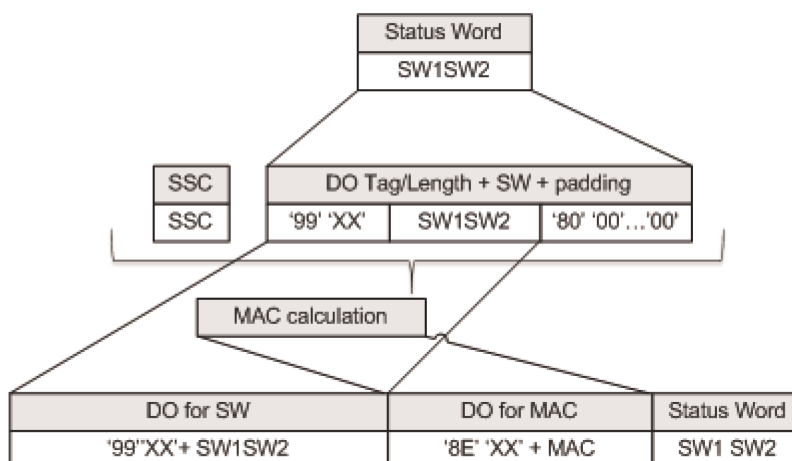 Status Word
SW1SW2
SSC DO Tag/Length + SW + padding
SSC ‘99’ ‘XX’ SW1SW2 ‘80’ ‘00’...’00’
MAC calculation
DO for SW DO for MAC Status Word
‘99’‘’XX’+ SW1SW2 ‘8E’ ‘XX’ + MAC SW1 SW2